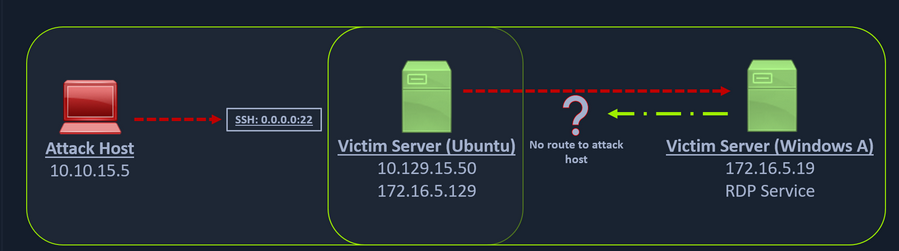 SSH: 0.0.0.0:22
Attack Host
10.10.15.5
Victim Server (Ubuntu)
10.129.15.50
172.16.5.129
?
No route to attack
host
Victim Server (Windows A)
172.16.5.19
RDP Service